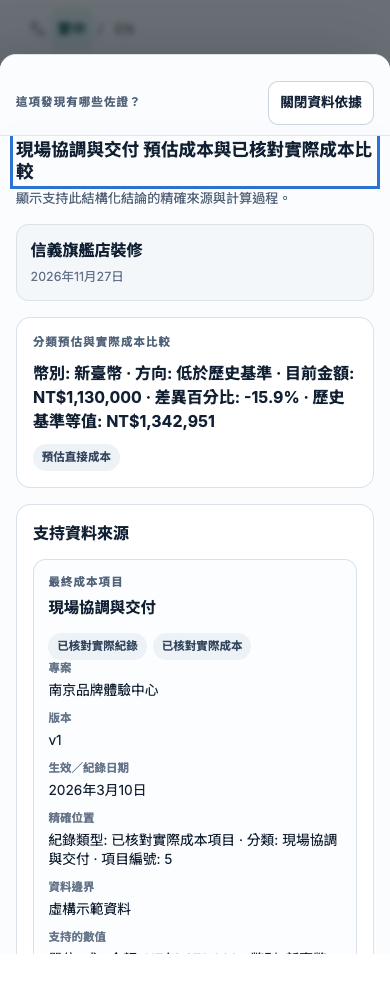 這項發現有哪些佐證？
關閉資料依據
現場協調與交付 預估成本與已核對實際成本比
較
顯示支持此結構化結論的精確來源與計算過程。
信義旗艦店裝修
2026年11月27日
分類預估與實際成本比較
幣別: 新臺幣 · 方向: 低於歷史基準 · 目前金額:
NT$1,130,000 · 差異百分比: -15.9% · 歷史
基準等值: NT$1,342,951
預估直接成本
支持資料來源
最終成本項目
現場協調與交付
已核對實際紀錄
已核對實際成本
專案
南京品牌體驗中心
版本
v1
生效／紀錄日期
2026年3月10日
精確位置
紀錄類型: 已核對實際成本項目 · 分類: 現場協調
與交付 · 項目編號: 5
資料邊界
虛構示範資料
支持的數值